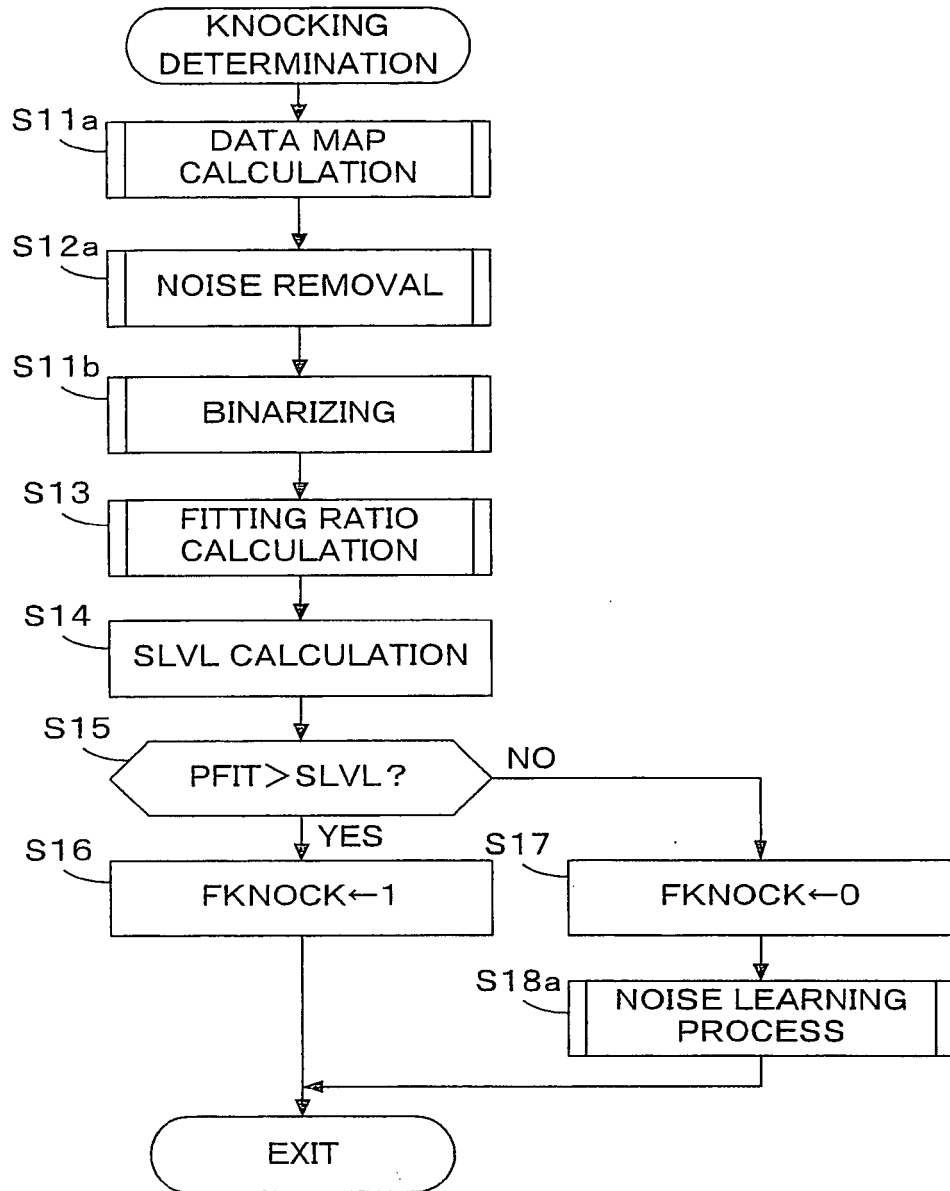 KNOCKING
DETERMINATION
S11a
DATA MAP
CALCULATION
S12a
NOISE REMOVAL
S11b
BINARIZING
S13
FITTING RATIO
CALCULATION
S14
SLVL CALCULATION
S15
PFIT>SLVL?
NO
YES
S16
FKNOCK←1
S17
FKNOCK←0
S18a
NOISE LEARNING
PROCESS
EXIT